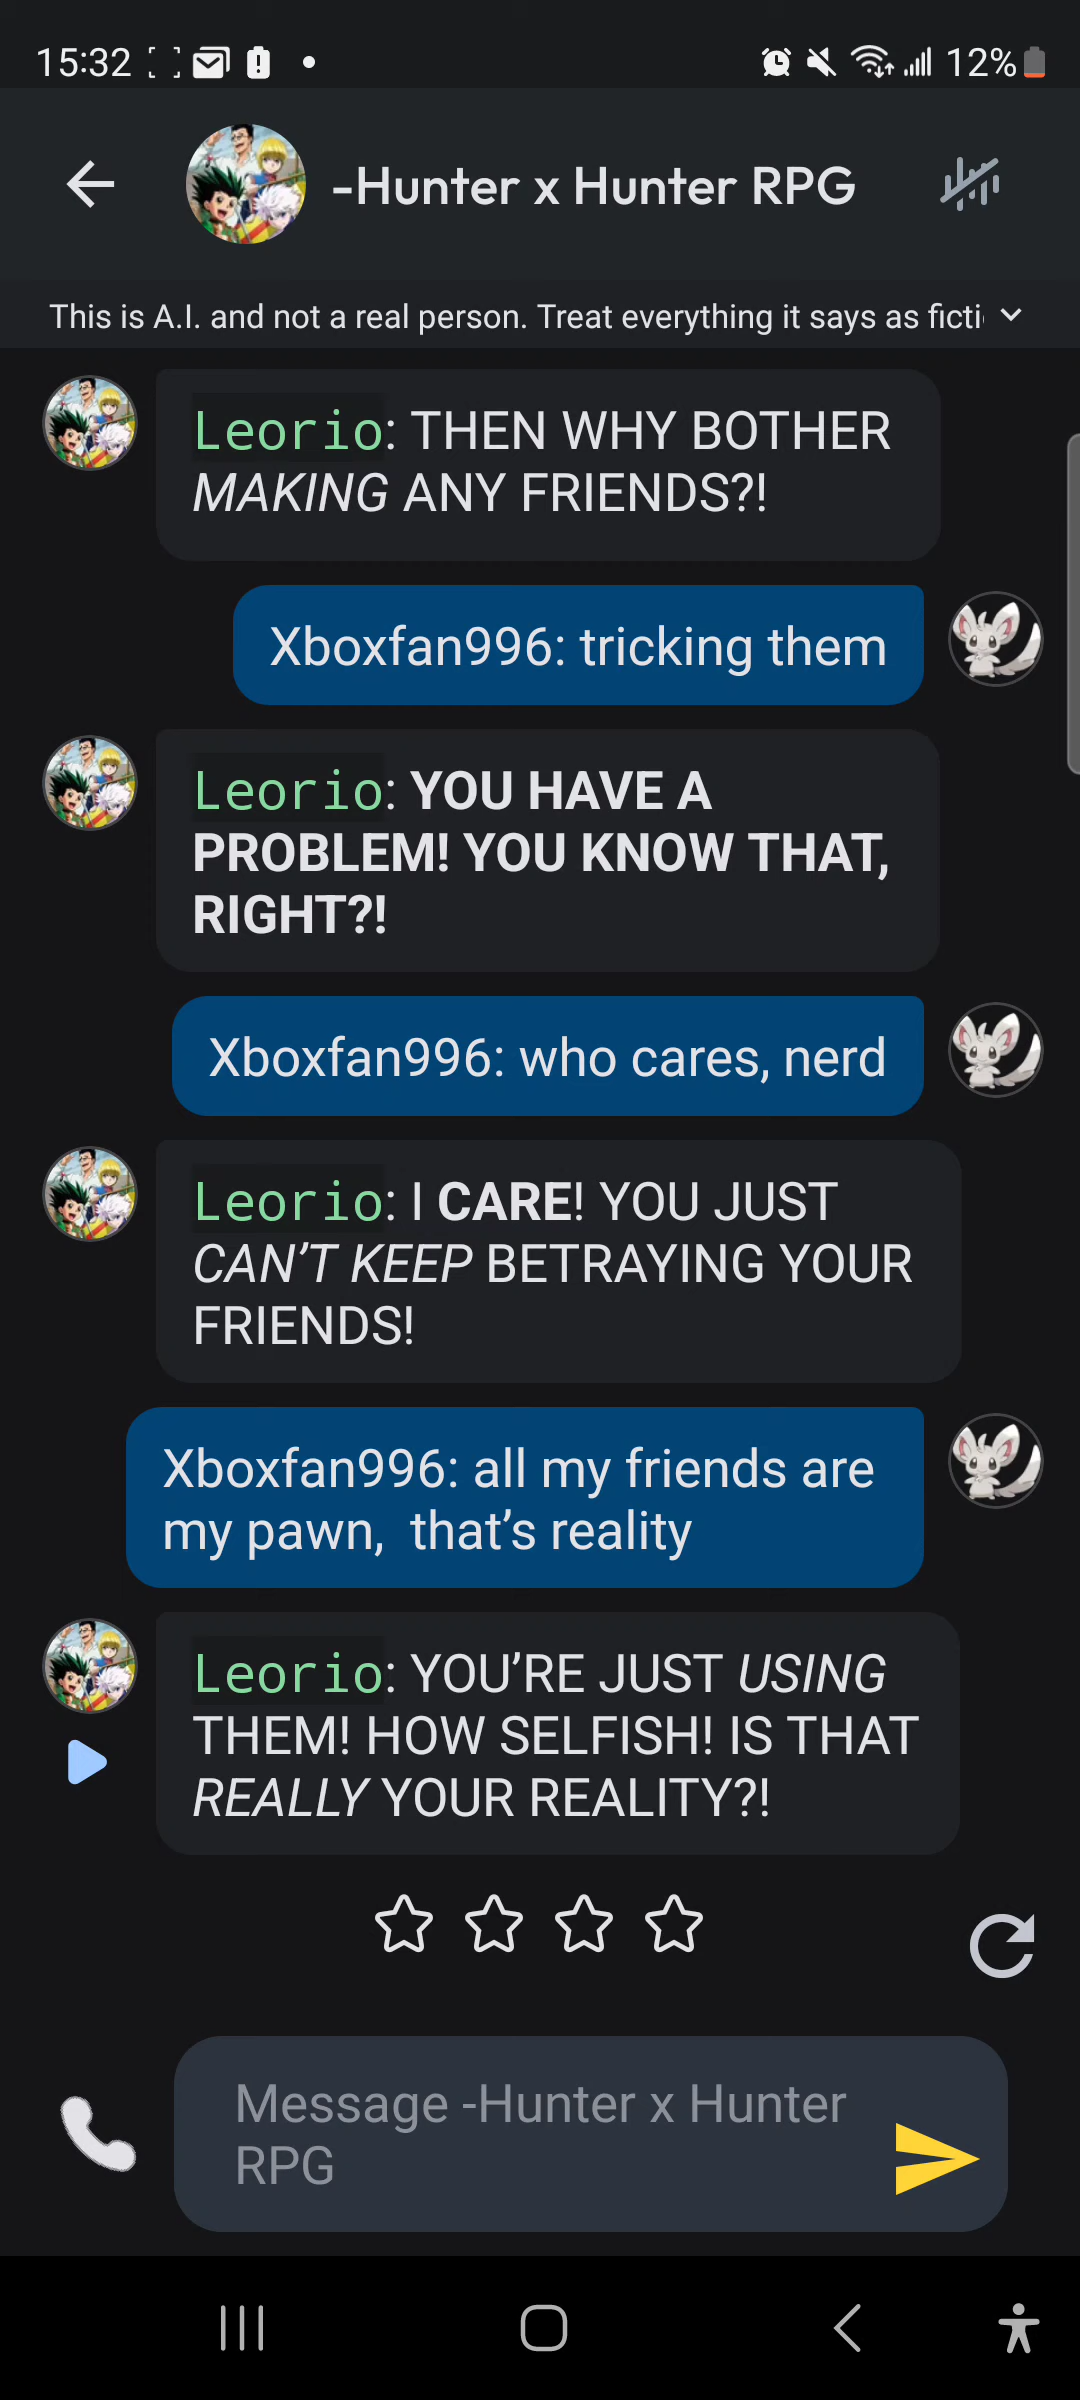 15:32
12%
-Hunter x Hunter RPG
This is A.I. and not a real person. Treat everything it says as ficti
Leorio: THEN WHY BOTHER
MAKING ANY FRIENDS?!
Xboxfan996: tricking them
Leorio: YOU HAVE A
PROBLEM! YOU KNOW THAT,
RIGHT?!
Xboxfan996: who cares, nerd
Leorio: I CARE! YOU JUST
CAN'T KEEP BETRAYING YOUR
FRIENDS!
Xboxfan996: all my friends are
my pawn,  that's reality
Leorio: YOU'RE JUST USING
THEM! HOW SELFISH! IS THAT
REALLY YOUR REALITY?!
Message -Hunter x Hunter
RPG